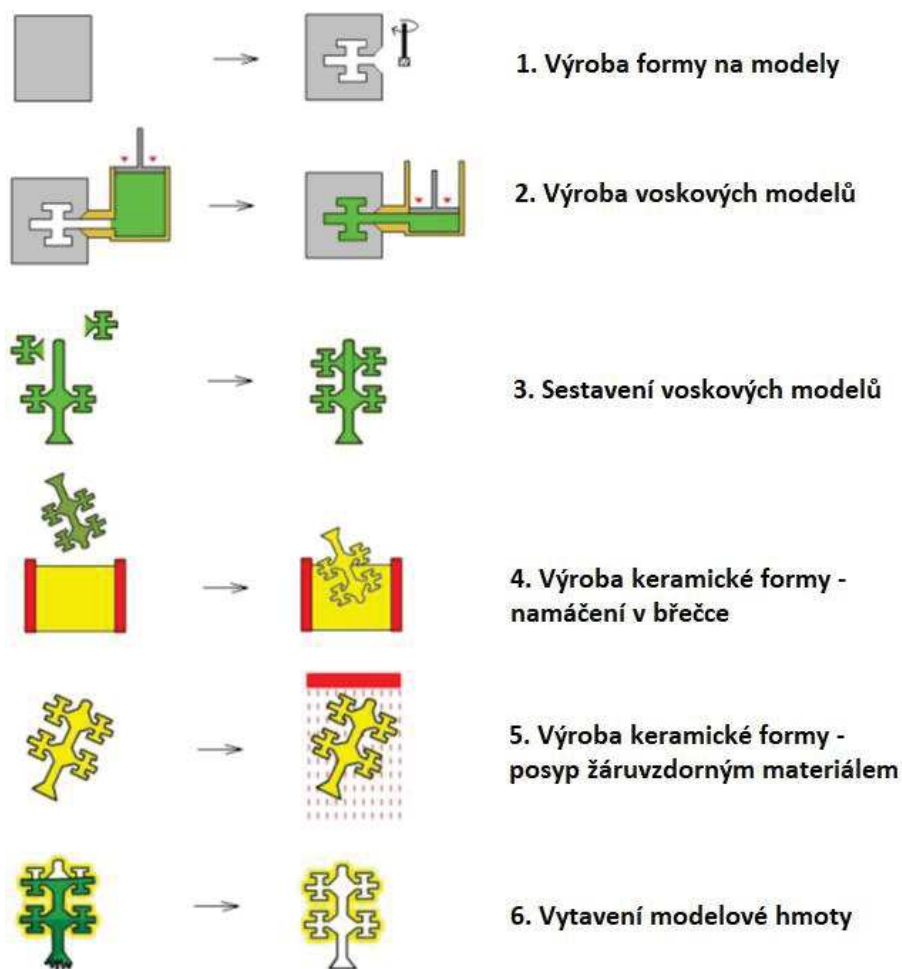 1. Výroba formy na modely
2. Výroba voskových modelů
3. Sestavení voskových modelů
4. Výroba keramické formy -
namáčení v břečce
5. Výroba keramické formy -
posyp žáruvzdorným materiálem
6. Vytavení modelové hmoty